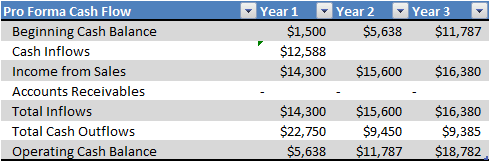 Pro Forma Cash Flow Year 1 Year 2 Year 3
Beginning Cash Balance $1,500 $5,638 $11,787
Cash Inflows $12,588
Income from Sales $14,300 $15,600 $16,380
Accounts Receivables - - -
Total Inflows $14,300 $15,600 $16,380
Total Cash Outflows $22,750 $9,450 $9,385
Operating Cash Balance $5,638 $11,787 $18,782